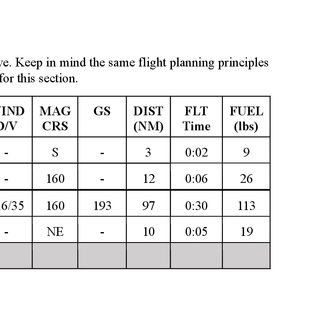 ve. Keep in mind the same flight planning principles
for this section.
IND MAG GS DIST FLT FUEL
D/V CRS (NM) Time (lbs)
- S - 3 0:02 9
- 160 - 12 0:06 26
6/35 160 193 97 0:30 113
- NE - 10 0:05 19